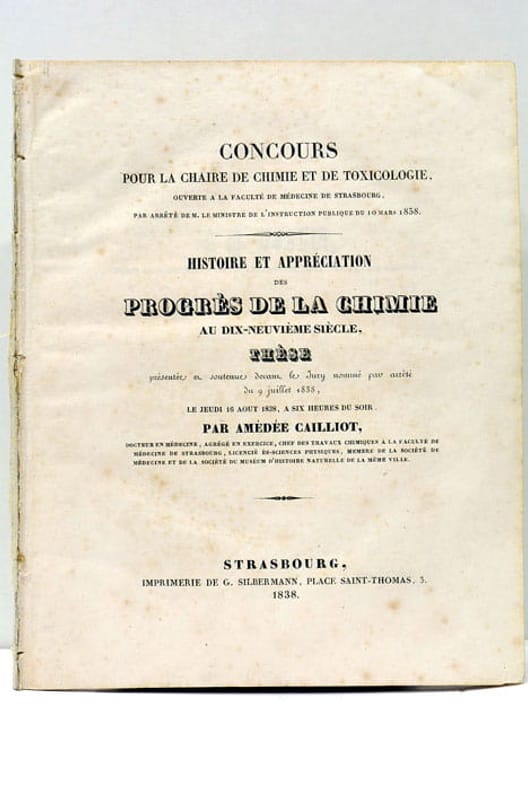 CONCOURS
POUR LA CHAIRE DE CHIMIE ET DE TOXICOLOGIE,
OUVERTE A LA FACULTÉ DE MÉDECINE DE STRASBOURG,
PAR ARRÊTÉ DE M. LE MINISTRE DE L'INSTRUCTION PUBLIQUE DU 10 MARS 1838.
HISTOIRE ET APPRÉCIATION
DES
PROGRÈS DE LA CHIMIE
AU DIX-NEUVIÈME SIÈCLE.
THÈSE
présentée et soutenue devant le Jury nommé par arrêté
du 9 juillet 1838,
LE JEUDI 16 AOUT 1838, A SIX HEURES DU SOIR.
PAR AMÉDÉE CAILLIOT,
DOCTEUR EN MÉDECINE, AGRÉGÉ EN EXERCICE, CHEF DES TRAVAUX CHIMIQUES A LA FACULTÉ DE
MÉDECINE DE STRASBOURG, LICENCIÉ ÈS-SCIENCES PHYSIQUES, MEMBRE DE LA SOCIÉTÉ DE
MÉDECINE ET DE LA SOCIÉTÉ DU MUSÉUM D'HISTOIRE NATURELLE DE LA MÊME VILLE.
STRASBOURG,
IMPRIMERIE DE G. SILBERMANN, PLACE SAINT-THOMAS, 3.
1838.